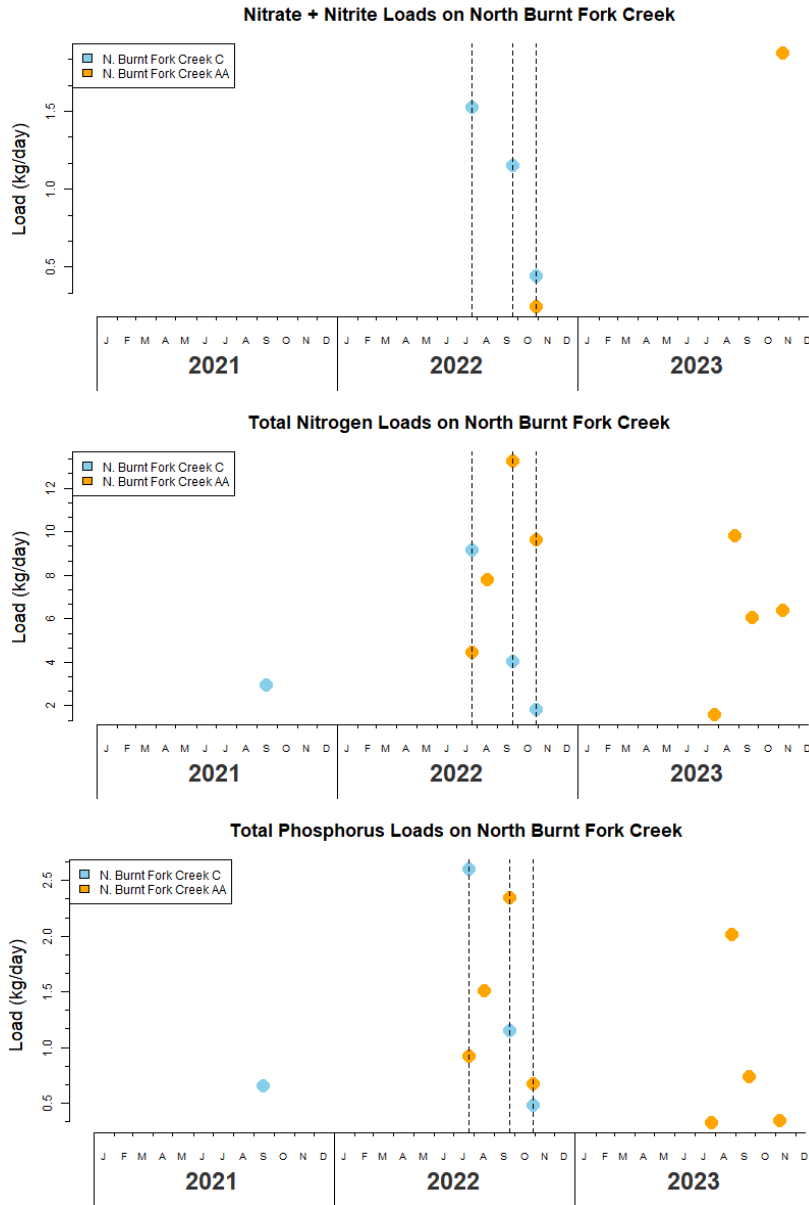 Nitrate + Nitrite Loads on North Burnt Fork Creek
N. Burnt Fork Creek C
N. Burnt Fork Creek AA
Load (kg/day)
1.5
1.0
0.5
J F M A M J J A S O N D J F M A M J J A S O N D J F M A M J J A S O N D
2021 2022 2023
Total Nitrogen Loads on North Burnt Fork Creek
N. Burnt Fork Creek C
N. Burnt Fork Creek AA
Load (kg/day)
12
10
8
6
4
2
J F M A M J J A S O N D J F M A M J J A S O N D J F M A M J J A S O N D
2021 2022 2023
Total Phosphorus Loads on North Burnt Fork Creek
N. Burnt Fork Creek C
N. Burnt Fork Creek AA
Load (kg/day)
2.5
2.0
1.5
1.0
0.5
J F M A M J J A S O N D J F M A M J J A S O N D J F M A M J J A S O N D
2021 2022 2023